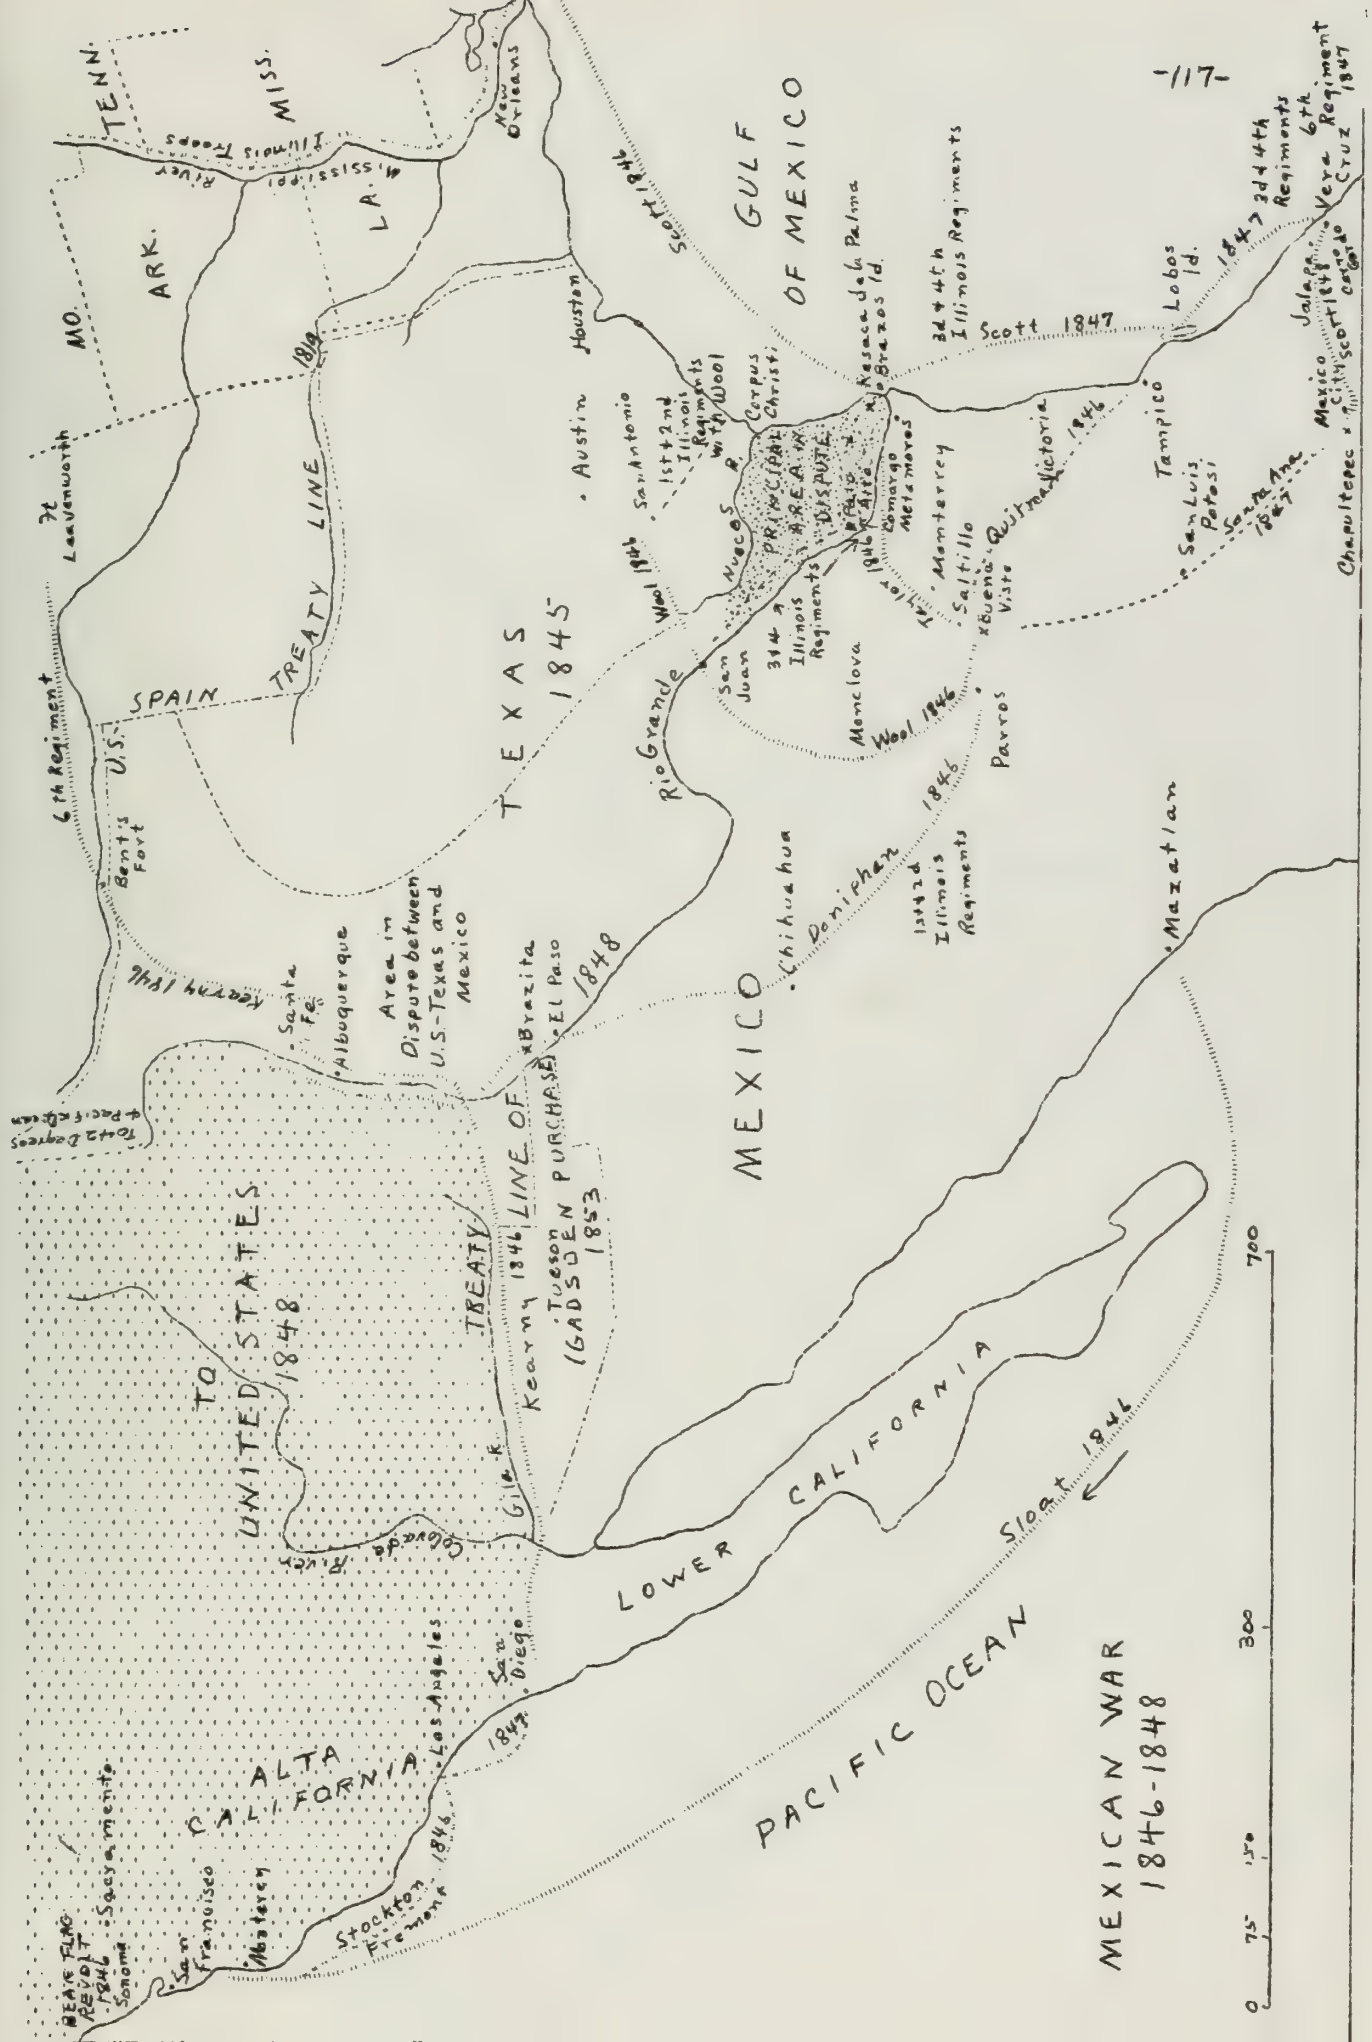 -117-
BEAR FLAG
REVOLT
1846
Sonoma
Sacramento
San
Francisco
Monterey
ALTA
CALIFORNIA
Stockton
Fremont 1846
Los Angeles
1847
San
Diego
TO
UNITED STATES
1848
Colorado
River
Gila R.
To 42 Degrees
& Pacific Ocean
TREATY LINE OF 1848
Kearny 1846
Tucson
(GADSDEN PURCHASE)
1853
Santa
Fe
Albuquerque
Kearny 1846
Area in
Dispute between
U.S.-Texas and
Mexico
Brazita
El Paso
Bent's
Fort
6th Regiment
Ft
Leavenworth
U.S.
SPAIN
TREATY LINE
1819
MO.
ARK.
TENN.
MISS.
LA.
Illinois Troops
Mississippi
River
New
Orleans
TEXAS
1845
Austin
Houston
San Antonio
1st & 2nd
Illinois
Regiments
with Wool
Wool 1846
Corpus
Christi
Nueces R.
PRINCIPAL
AREA IN
DISPUTE
Palo
Alto
Resaca de la Palma
Brazos Id.
Comargo
Metamoros
Rio Grande
San
Juan
3d & 4
Illinois
Regiments
1846
Taylor
Monterrey
Saltillo
Buena
Vista
Monclova
Wool 1846
Parros
Quitman
Victoria
1846
Tampico
San Luis
Potosi
Santa Ana
1847
GULF
OF MEXICO
Scott 1846
3d & 4th
Illinois Regiments
Scott 1847
Lobos
Id.
1847
3d & 4th
Regiments
Vera
Cruz
6th
Regiment
1847
Jalapa
Mexico
City
Scott 1848
Chapultepec
MEXICO
Chihuahua
Doniphan 1846
1st & 2d
Illinois
Regiments
Mazatlan
LOWER CALIFORNIA
Sloat 1846
PACIFIC OCEAN
MEXICAN WAR
1846-1848
0 75 150 300 700